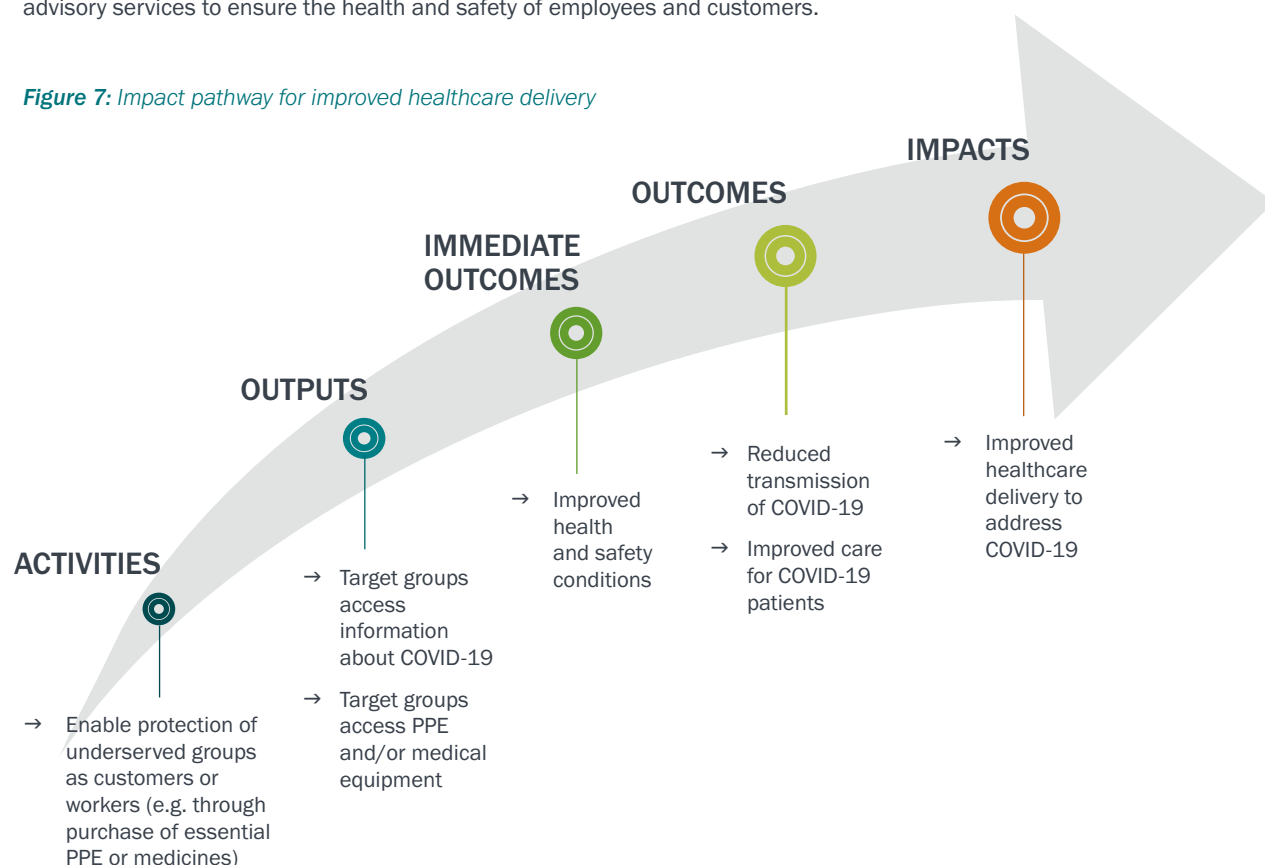 advisory services to ensure the health and safety of employees and customers.
Figure 7: Impact pathway for improved healthcare delivery
IMPACTS
OUTCOMES
IMMEDIATE
OUTCOMES
OUTPUTS
ACTIVITIES
→ Enable protection of
underserved groups
as customers or
workers (e.g. through
purchase of essential
PPE or medicines)
→ Target groups
access
information
about COVID-19
→ Target groups
access PPE
and/or medical
equipment
→ Improved
health
and safety
conditions
→ Reduced
transmission
of COVID-19
→ Improved care
for COVID-19
patients
→ Improved
healthcare
delivery to
address
COVID-19